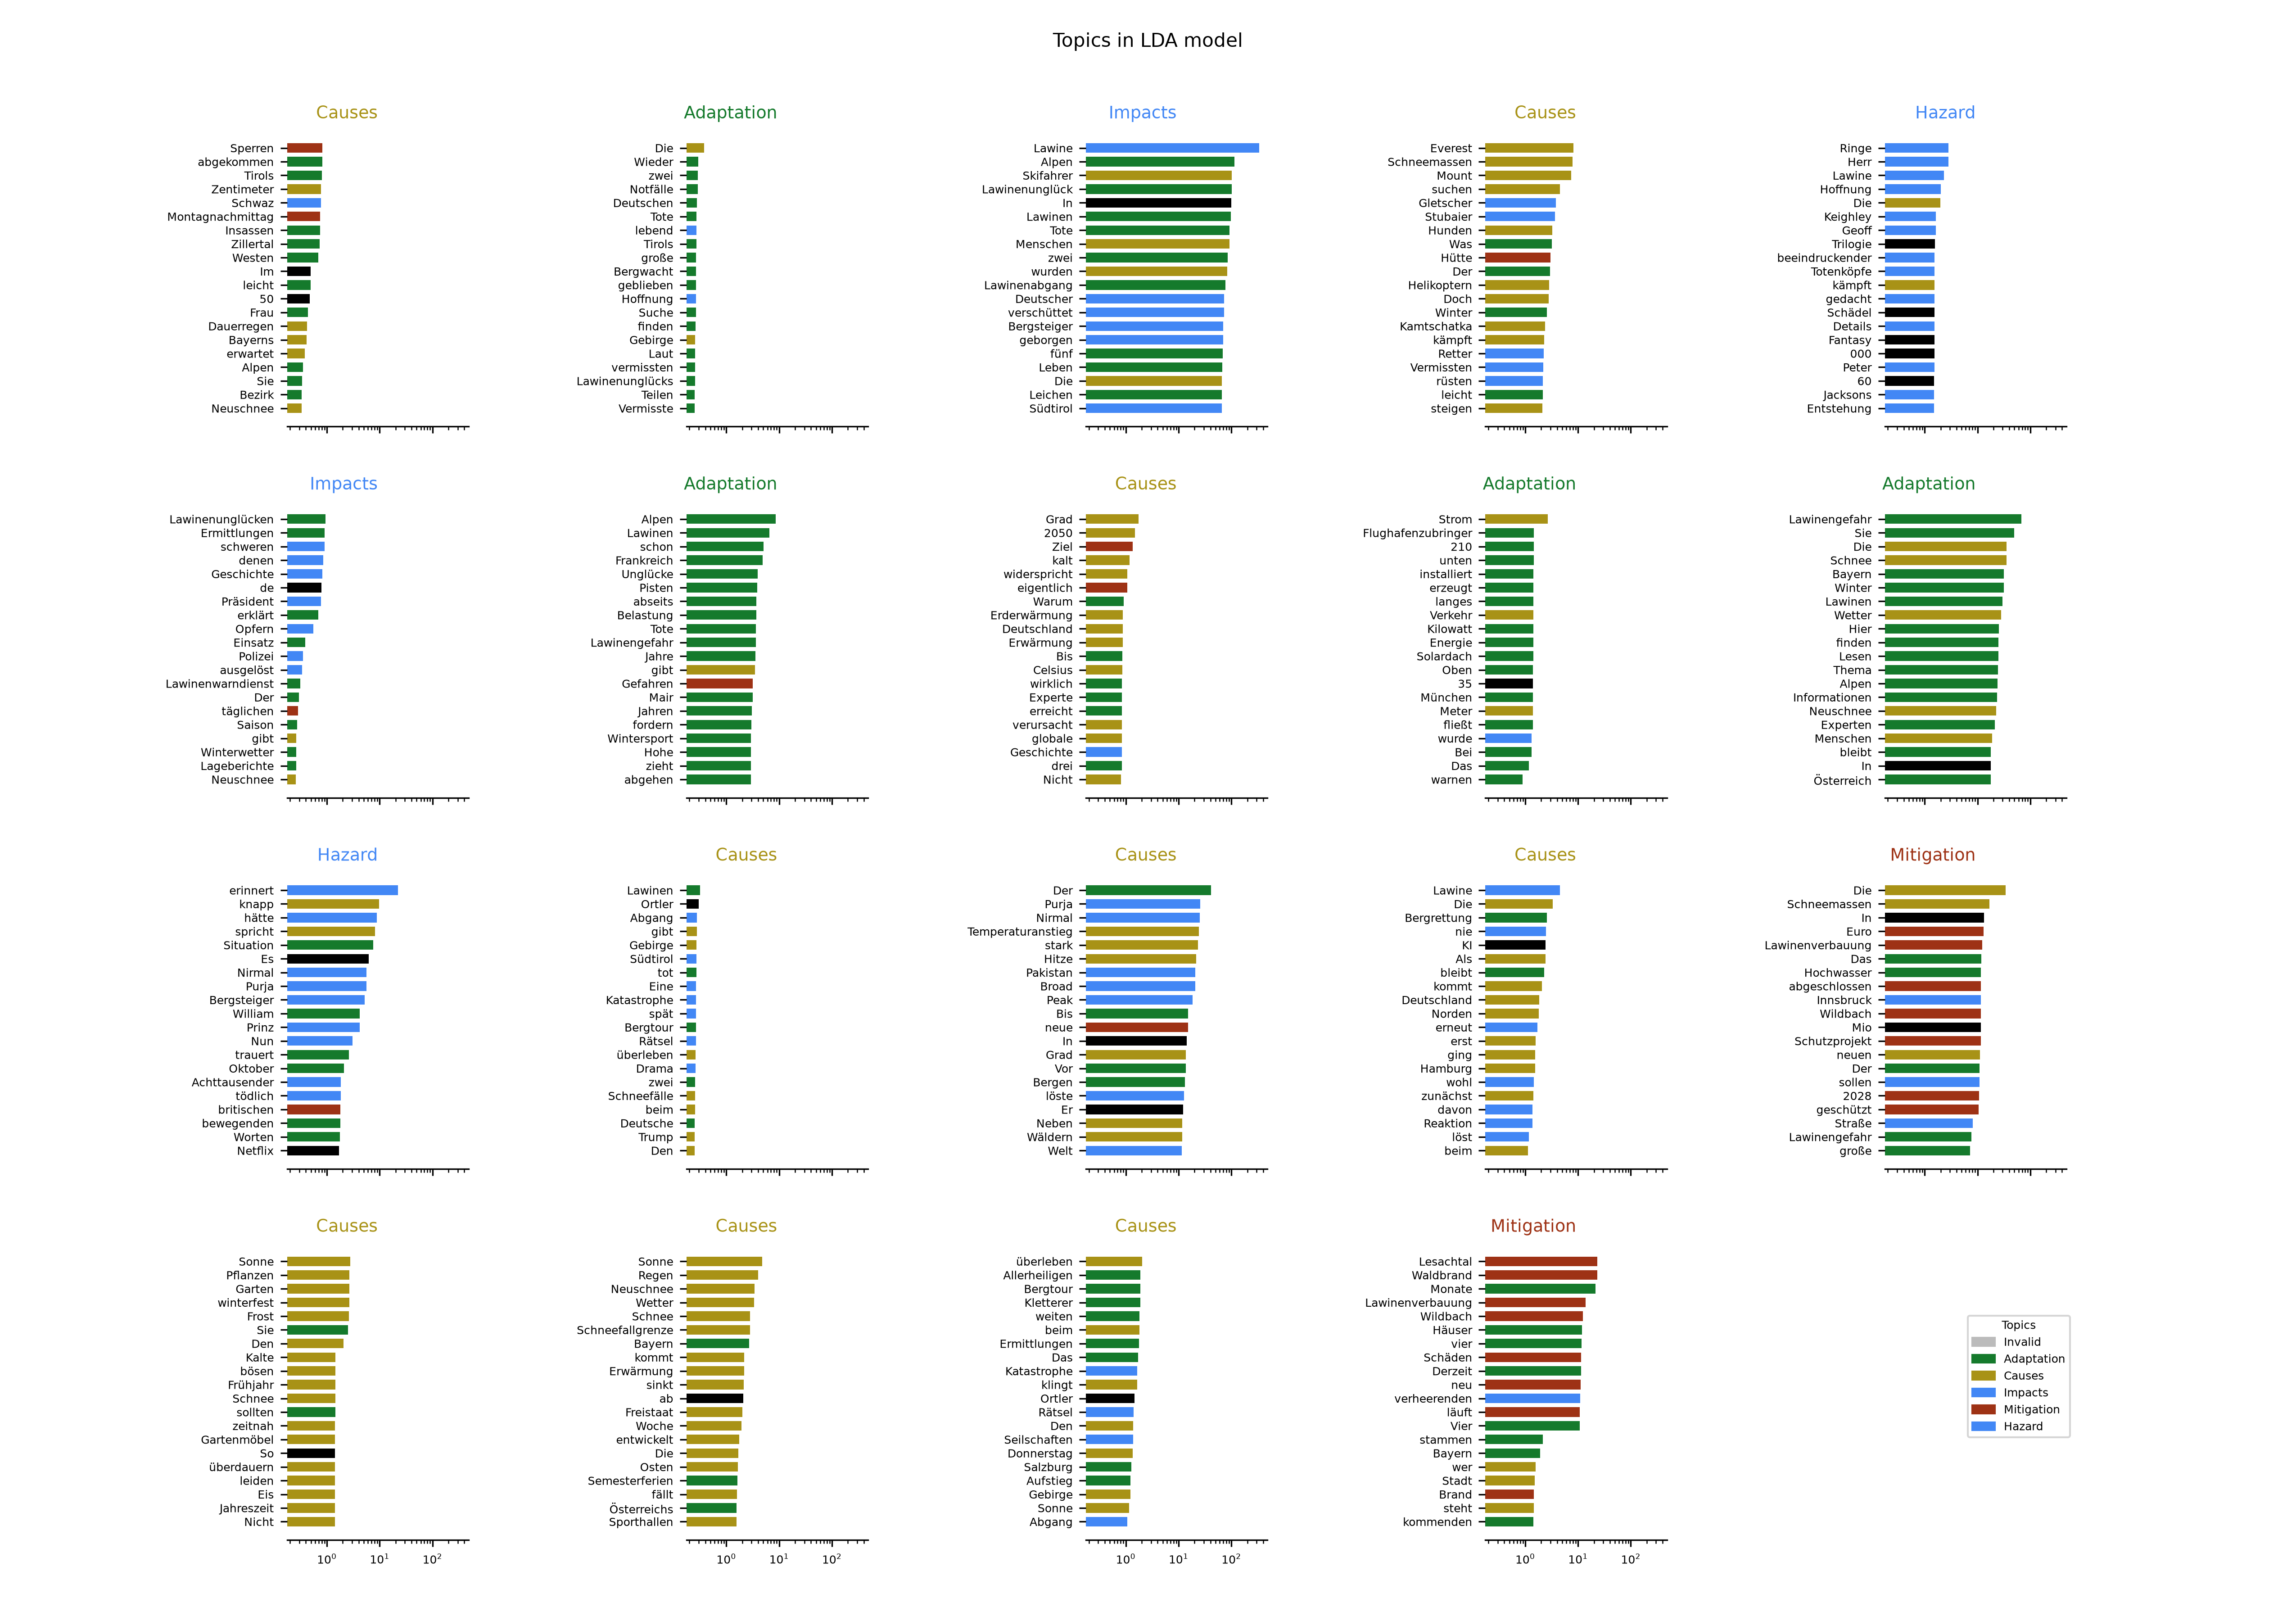 Topics in LDA model
Causes
Sperren
abgekommen
Tirols
Zentimeter
Schwaz
Montagnachmittag
Insassen
Zillertal
Westen
Im
leicht
50
Frau
Dauerregen
Bayerns
erwartet
Alpen
Sie
Bezirk
Neuschnee
Adaptation
Die
Wieder
zwei
Notfälle
Deutschen
Tote
lebend
Tirols
große
Bergwacht
geblieben
Hoffnung
Suche
finden
Gebirge
Laut
vermissten
Lawinenunglücks
Teilen
Vermisste
Impacts
Lawine
Alpen
Skifahrer
Lawinenunglück
In
Lawinen
Tote
Menschen
zwei
wurden
Lawinenabgang
Deutscher
verschüttet
Bergsteiger
geborgen
fünf
Leben
Die
Leichen
Südtirol
Causes
Everest
Schneemassen
Mount
suchen
Gletscher
Stubaier
Hunden
Was
Hütte
Der
Helikoptern
Doch
Winter
Kamtschatka
kämpft
Retter
Vermissten
rüsten
leicht
steigen
Hazard
Ringe
Herr
Lawine
Hoffnung
Die
Keighley
Geoff
Trilogie
beeindruckender
Totenköpfe
kämpft
gedacht
Schädel
Details
Fantasy
000
Peter
60
Jacksons
Entstehung
Impacts
Lawinenunglücken
Ermittlungen
schweren
denen
Geschichte
de
Präsident
erklärt
Opfern
Einsatz
Polizei
ausgelöst
Lawinenwarndienst
Der
täglichen
Saison
gibt
Winterwetter
Lageberichte
Neuschnee
Adaptation
Alpen
Lawinen
schon
Frankreich
Unglücke
Pisten
abseits
Belastung
Tote
Lawinengefahr
Jahre
gibt
Gefahren
Mair
Jahren
fordern
Wintersport
Hohe
zieht
abgehen
Causes
Grad
2050
Ziel
kalt
widerspricht
eigentlich
Warum
Erderwärmung
Deutschland
Erwärmung
Bis
Celsius
wirklich
Experte
erreicht
verursacht
globale
Geschichte
drei
Nicht
Adaptation
Strom
Flughafenzubringer
210
unten
installiert
erzeugt
langes
Verkehr
Kilowatt
Energie
Solardach
Oben
35
München
Meter
fließt
wurde
Bei
Das
warnen
Adaptation
Lawinengefahr
Sie
Die
Schnee
Bayern
Winter
Lawinen
Wetter
Hier
finden
Lesen
Thema
Alpen
Informationen
Neuschnee
Experten
Menschen
bleibt
In
Österreich
Hazard
erinnert
knapp
hätte
spricht
Situation
Es
Nirmal
Purja
Bergsteiger
William
Prinz
Nun
trauert
Oktober
Achttausender
tödlich
britischen
bewegenden
Worten
Netflix
Causes
Lawinen
Ortler
Abgang
gibt
Gebirge
Südtirol
tot
Eine
Katastrophe
spät
Bergtour
Rätsel
überleben
Drama
zwei
Schneefälle
beim
Deutsche
Trump
Den
Causes
Der
Purja
Nirmal
Temperaturanstieg
stark
Hitze
Pakistan
Broad
Peak
Bis
neue
In
Grad
Vor
Bergen
löste
Er
Neben
Wäldern
Welt
Causes
Lawine
Die
Bergrettung
nie
KI
Als
bleibt
kommt
Deutschland
Norden
erneut
erst
ging
Hamburg
wohl
zunächst
davon
Reaktion
löst
beim
Mitigation
Die
Schneemassen
In
Euro
Lawinenverbauung
Das
Hochwasser
abgeschlossen
Innsbruck
Wildbach
Mio
Schutzprojekt
neuen
Der
sollen
2028
geschützt
Straße
Lawinengefahr
große
Causes
Sonne
Pflanzen
Garten
winterfest
Frost
Sie
Den
Kalte
bösen
Frühjahr
Schnee
sollten
zeitnah
Gartenmöbel
So
überdauern
leiden
Eis
Jahreszeit
Nicht
10⁰ 10¹ 10²
Causes
Sonne
Regen
Neuschnee
Wetter
Schnee
Schneefallgrenze
Bayern
kommt
Erwärmung
sinkt
ab
Freistaat
Woche
entwickelt
Die
Osten
Semesterferien
fällt
Österreichs
Sporthallen
10⁰ 10¹ 10²
Causes
überleben
Allerheiligen
Bergtour
Kletterer
weiten
beim
Ermittlungen
Das
Katastrophe
klingt
Ortler
Rätsel
Den
Seilschaften
Donnerstag
Salzburg
Aufstieg
Gebirge
Sonne
Abgang
10⁰ 10¹ 10²
Mitigation
Lesachtal
Waldbrand
Monate
Lawinenverbauung
Wildbach
Häuser
vier
Schäden
Derzeit
neu
verheerenden
läuft
Vier
stammen
Bayern
wer
Stadt
Brand
steht
kommenden
10⁰ 10¹ 10²
Topics
Invalid
Adaptation
Causes
Impacts
Mitigation
Hazard